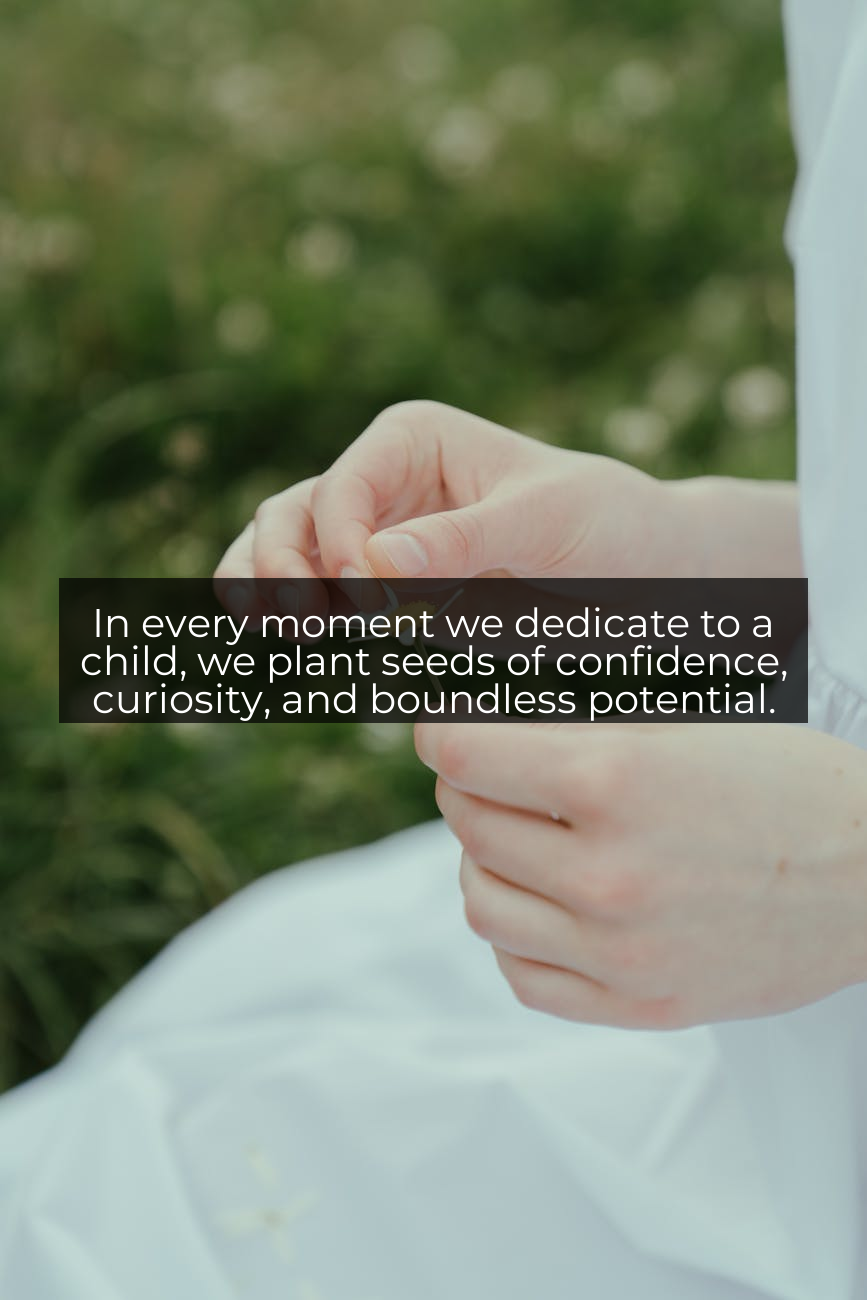 In every moment we dedicate to a
child, we plant seeds of confidence,
curiosity, and boundless potential.